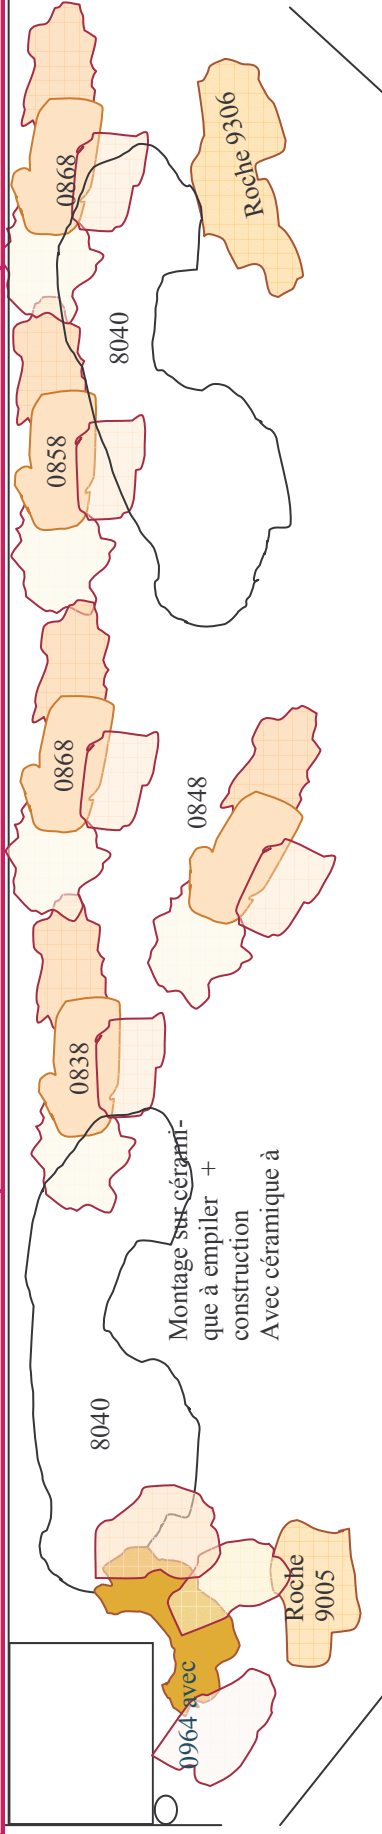 0868
Roche 9306
8040
0858
0868
0848
0838
Montage sur cérami-
que à empiler +
construction
Avec céramique à
8040
Roche
9005
0964 avec